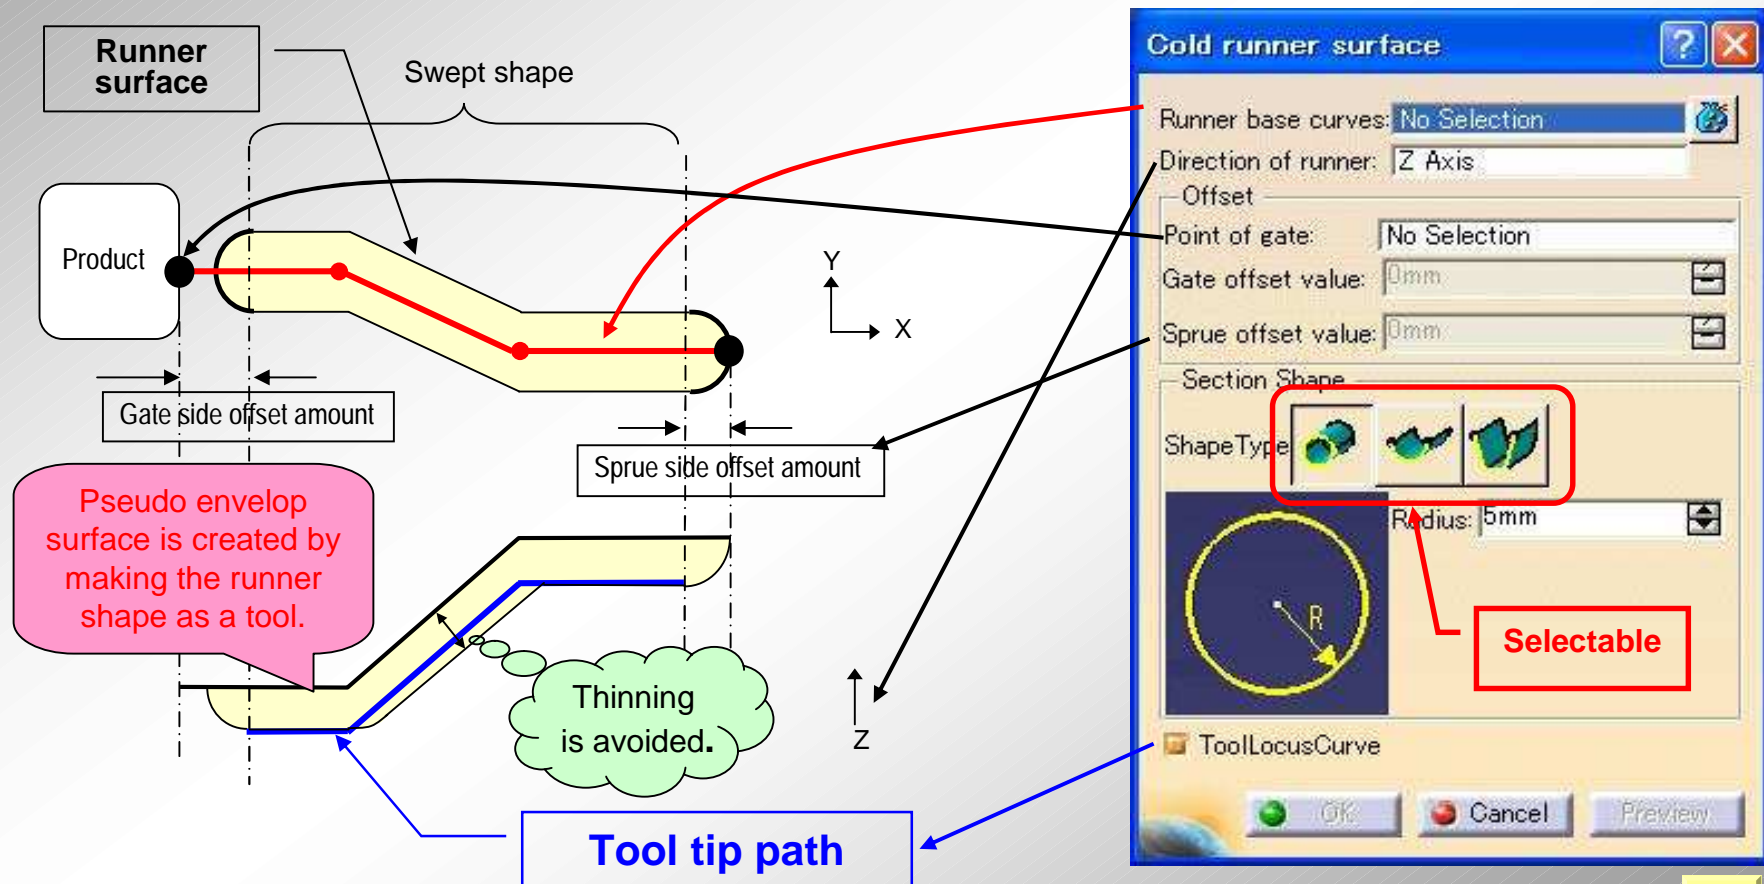 Runner
surface
Swept shape
Product
Y
X
Gate side offset amount
Sprue side offset amount
Pseudo envelop
surface is created by
making the runner
shape as a tool.
Thinning
is avoided.
Z
Tool tip path
Cold runner surface
Runner base curves: No Selection
Direction of runner: Z Axis
Offset
Point of gate: No Selection
Gate offset value: 0mm
Sprue offset value: 0mm
Section Shape
ShapeType
Radius: 5mm
R
Selectable
ToolLocusCurve
OK
Cancel
Preview